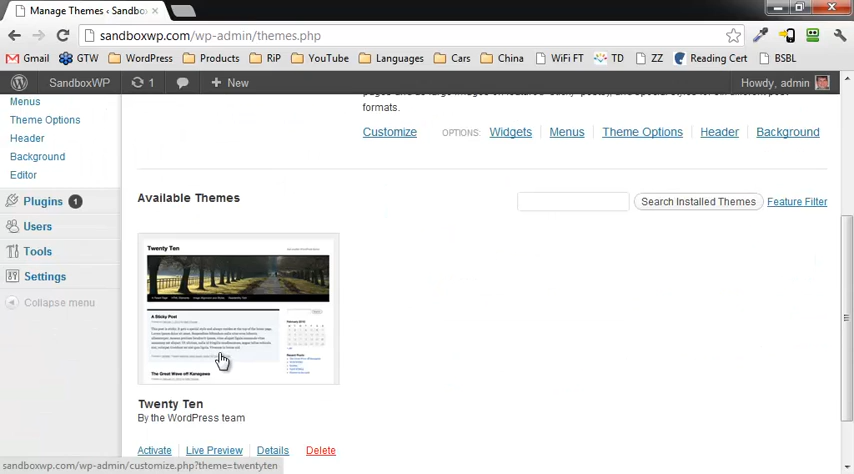 Manage Themes ‹ Sandbox
sandboxwp.com/wp-admin/themes.php
Gmail GTW WordPress Products RiP YouTube Languages Cars China WiFi FT TD ZZ Reading Cert BSBL
SandboxWP 1 New Howdy, admin
Menus
Theme Options
Header
Background
Editor
Plugins 1
Users
Tools
Settings
Collapse menu
formats.
Customize OPTIONS: Widgets Menus Theme Options Header Background
Available Themes
Search Installed Themes Feature Filter
Twenty Ten
A Sticky Post
The Great Wave off Kanagawa
Twenty Ten
By the WordPress team
Activate Live Preview Details Delete
sandboxwp.com/wp-admin/customize.php?theme=twentyten